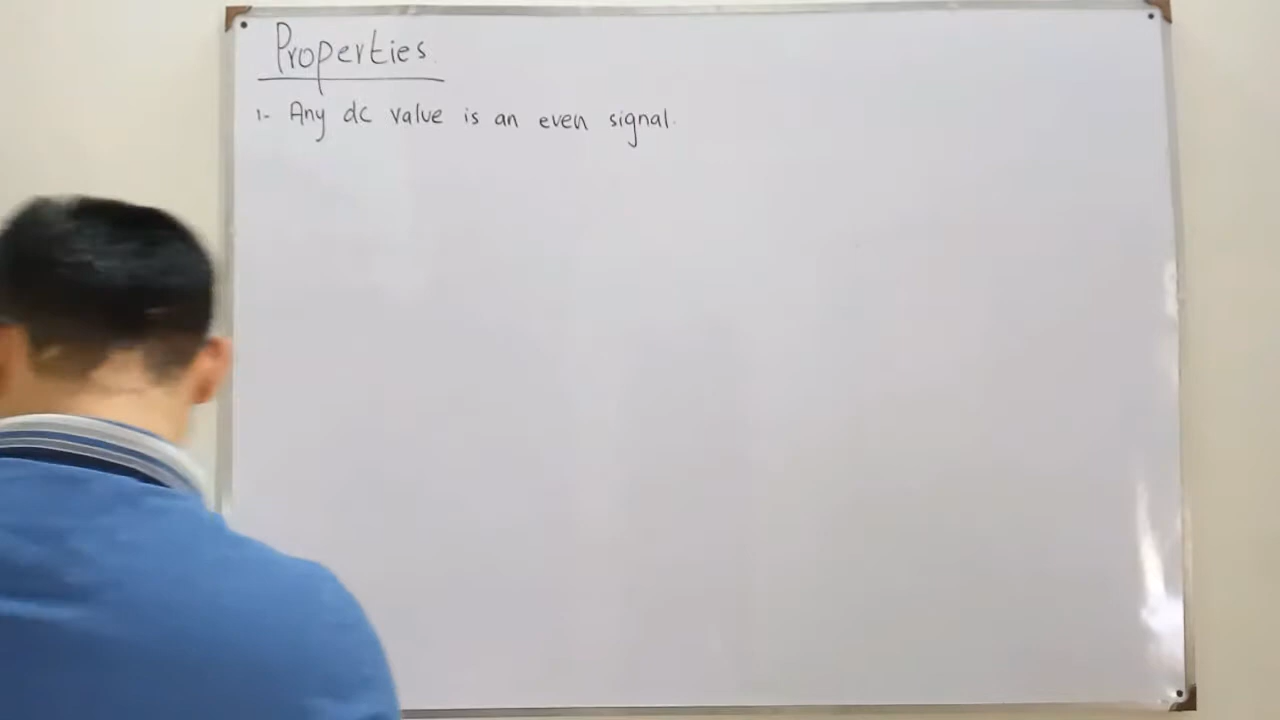 Properties.
1- Any dc value is an even signal.